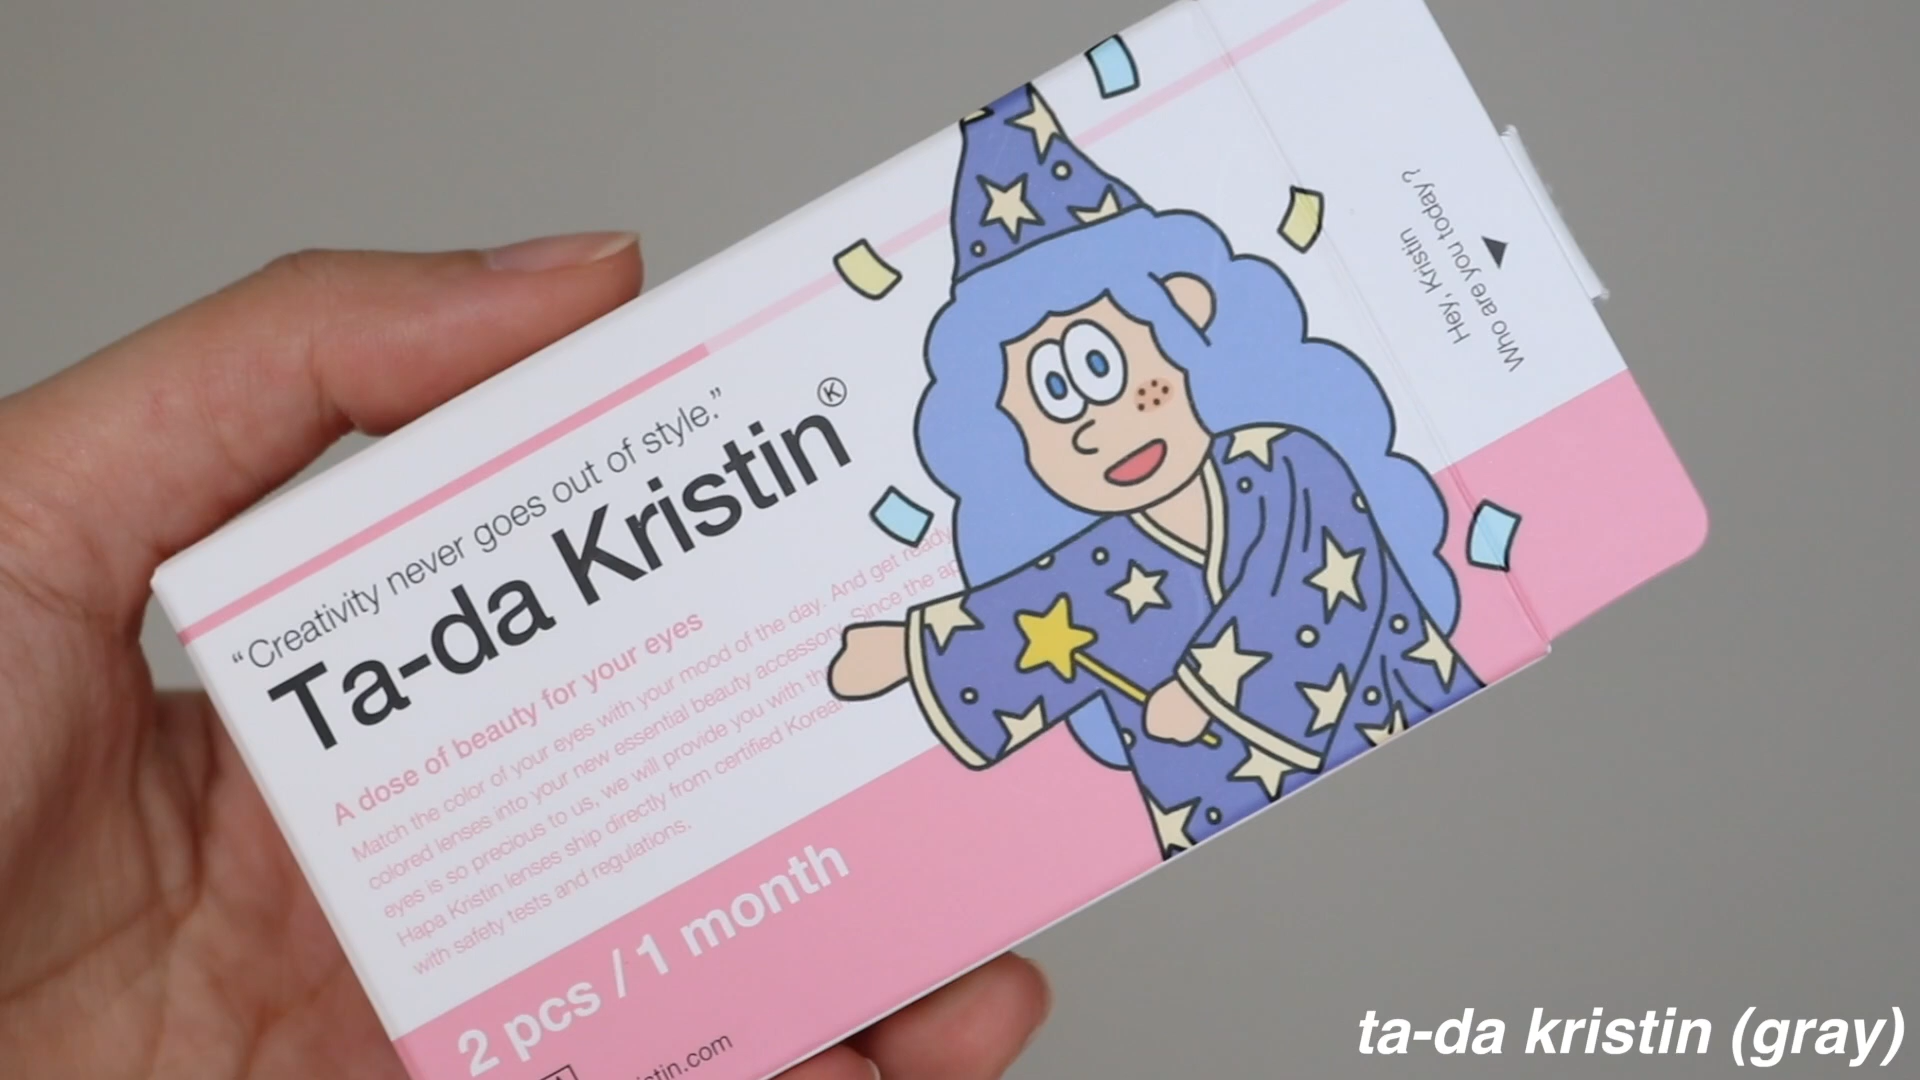 “Creativity never goes out of style.”
Ta-da Kristin®
A dose of beauty for your eyes
Match the color of your eyes with your mood of the day. And get ready
colored lenses into your new essential beauty accessory. Since the
eyes is so precious to us, we will provide you with
Hapa Kristin lenses ship directly from certified Korean
with safety tests and regulations.
2 pcs / 1 month
Hey, Kristin
Who are you today?
ta-da kristin (gray)